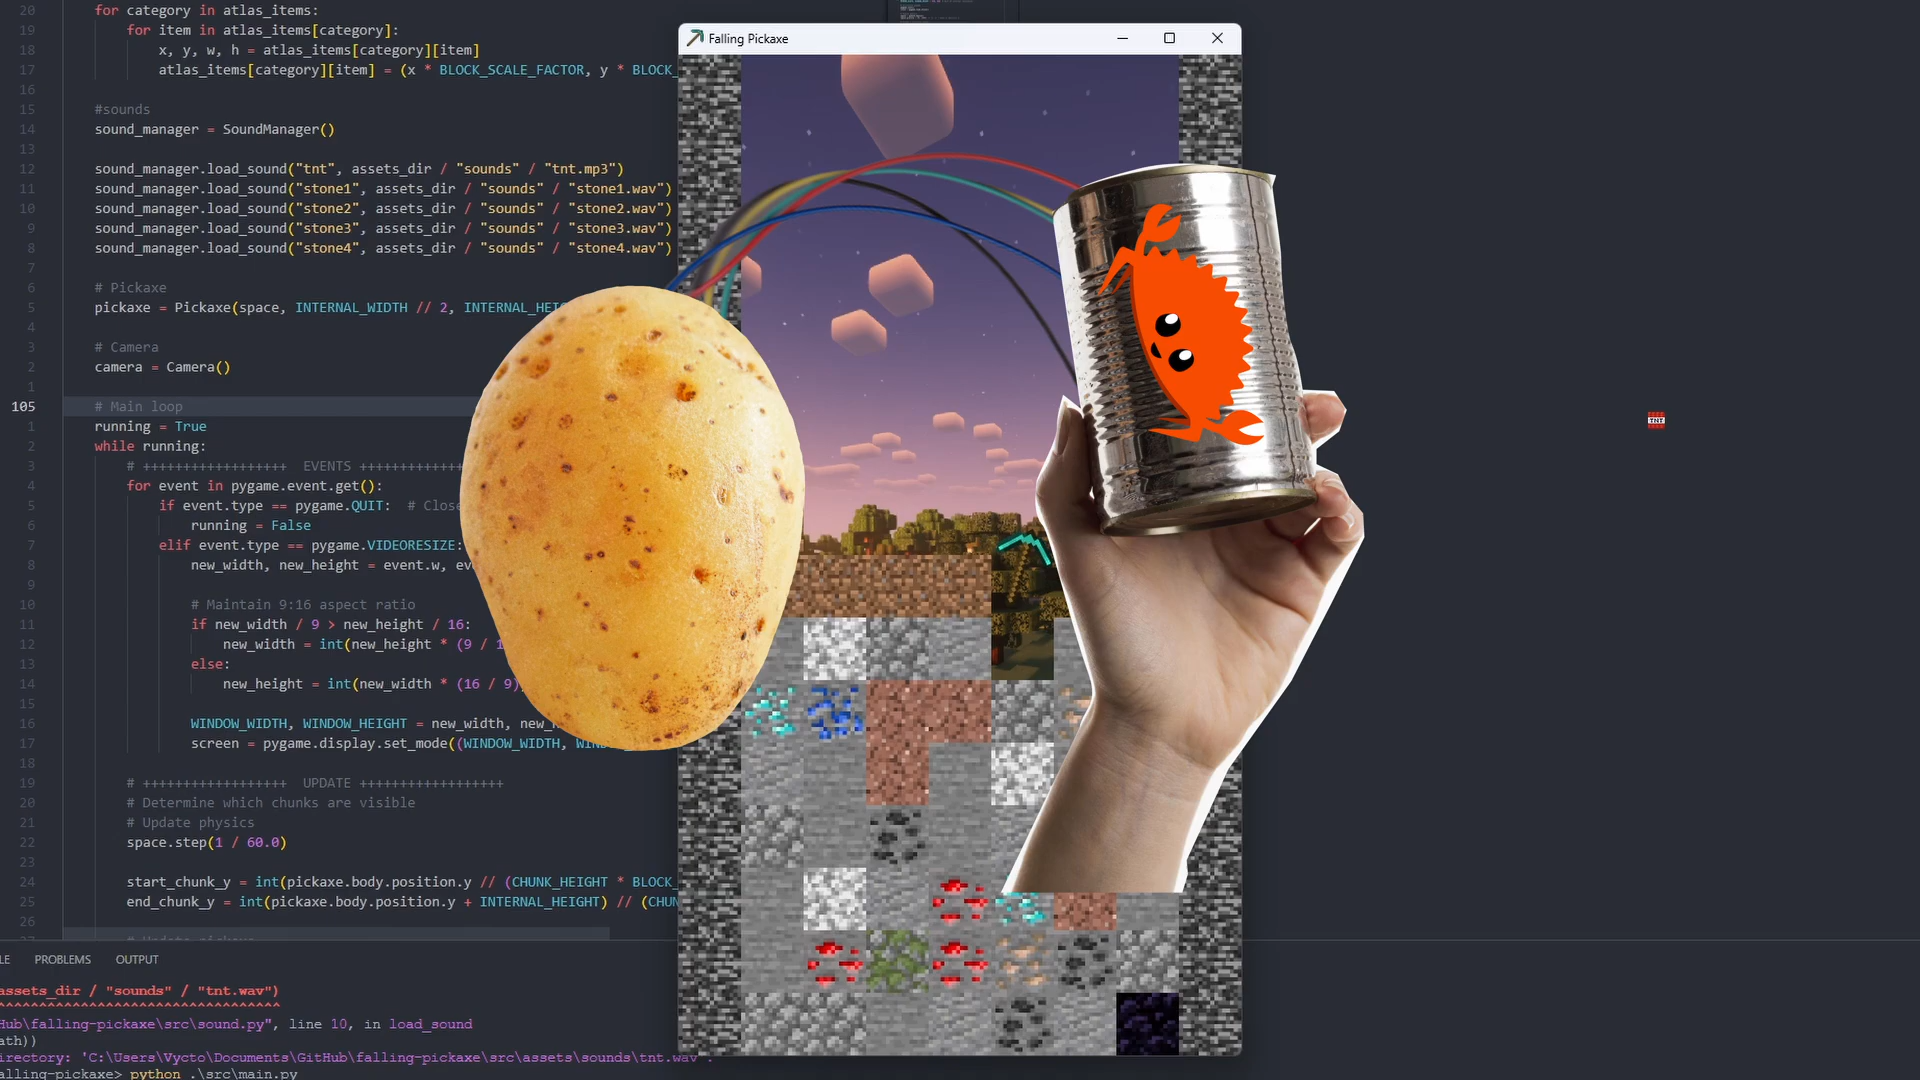 20 for category in atlas_items:
19 for item in atlas_items[category]:
18 x, y, w, h = atlas_items[category][item]
17 atlas_items[category][item] = (x * BLOCK_SCALE_FACTOR, y * BLOCK_
16
15 #sounds
14 sound_manager = SoundManager()
13
12 sound_manager.load_sound("tnt", assets_dir / "sounds" / "tnt.mp3")
11 sound_manager.load_sound("stone1", assets_dir / "sounds" / "stone1.wav")
10 sound_manager.load_sound("stone2", assets_dir / "sounds" / "stone2.wav")
9 sound_manager.load_sound("stone3", assets_dir / "sounds" / "stone3.wav")
8 sound_manager.load_sound("stone4", assets_dir / "sounds" / "stone4.wav")
7
6 # Pickaxe
5 pickaxe = Pickaxe(space, INTERNAL_WIDTH // 2, INTERNAL_HEI
4
3 # Camera
2 camera = Camera()
1
105 # Main loop
1 running = True
2 while running:
3 # ++++++++++++++++++ EVENTS ++++++++++++++
4 for event in pygame.event.get():
5 if event.type == pygame.QUIT: # Close
6 running = False
7 elif event.type == pygame.VIDEORESIZE:
8 new_width, new_height = event.w, ev
9
10 # Maintain 9:16 aspect ratio
11 if new_width / 9 > new_height / 16:
12 new_width = int(new_height * (9 / 1
13 else:
14 new_height = int(new_width * (16 / 9)
15
16 WINDOW_WIDTH, WINDOW_HEIGHT = new_width, new_
17 screen = pygame.display.set_mode((WINDOW_WIDTH, WIN
18
19 # ++++++++++++++++++ UPDATE ++++++++++++++++++
20 # Determine which chunks are visible
21 # Update physics
22 space.step(1 / 60.0)
23
24 start_chunk_y = int(pickaxe.body.position.y // (CHUNK_HEIGHT * BLOCK_
25 end_chunk_y = int(pickaxe.body.position.y + INTERNAL_HEIGHT) // (CHUN
26
Falling Pickaxe
TNT
LE PROBLEMS OUTPUT
assets_dir / "sounds" / "tnt.wav")
^^^^^^^^^^^^^^^^^^^^^^^^^^^^^^^^^^
Hub\falling-pickaxe\src\sound.py", line 10, in load_sound
ath))
irectory: 'C:\Users\Vycto\Documents\GitHub\falling-pickaxe\src\assets\sounds\tnt.wav'.
alling-pickaxe> python .\src\main.py